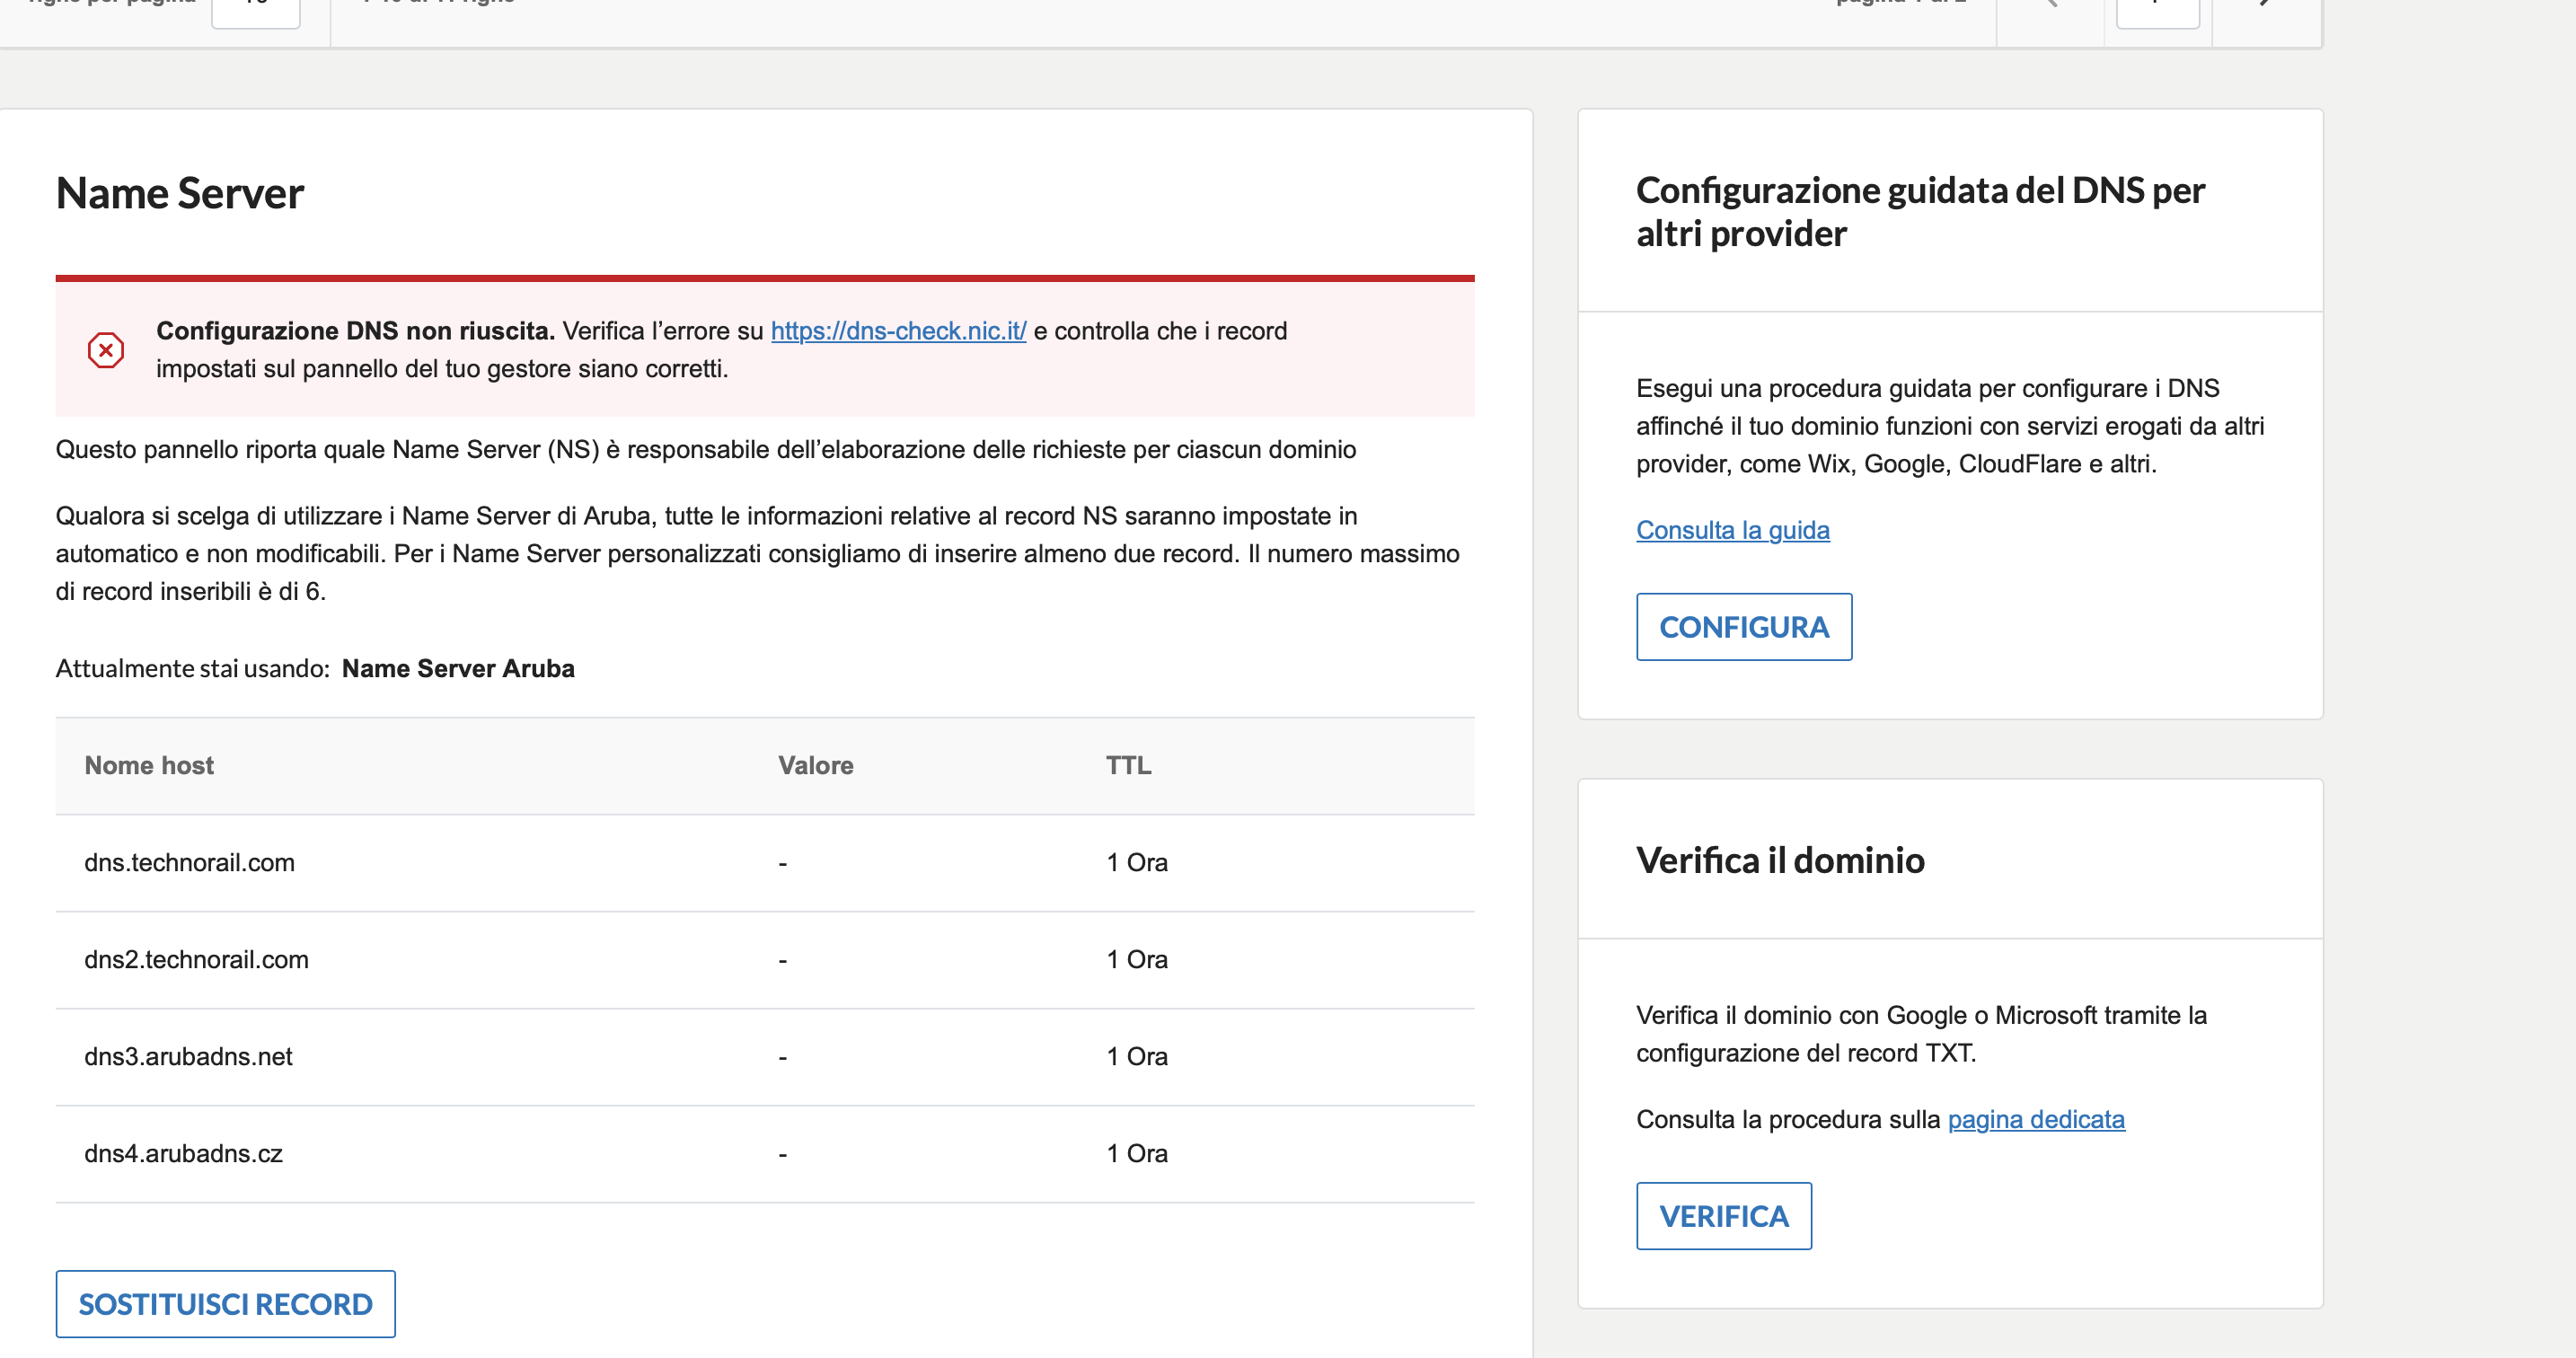 Name Server
Configurazione DNS non riuscita. Verifica l’errore su https://dns-check.nic.it/ e controlla che i record
impostati sul pannello del tuo gestore siano corretti.
Questo pannello riporta quale Name Server (NS) è responsabile dell’elaborazione delle richieste per ciascun dominio
Qualora si scelga di utilizzare i Name Server di Aruba, tutte le informazioni relative al record NS saranno impostate in
automatico e non modificabili. Per i Name Server personalizzati consigliamo di inserire almeno due record. Il numero massimo
di record inseribili è di 6.
Attualmente stai usando: Name Server Aruba
Nome host Valore TTL
dns.technorail.com - 1 Ora
dns2.technorail.com - 1 Ora
dns3.arubadns.net - 1 Ora
dns4.arubadns.cz - 1 Ora
SOSTITUISCI RECORD
Configurazione guidata del DNS per
altri provider
Esegui una procedura guidata per configurare i DNS
affinché il tuo dominio funzioni con servizi erogati da altri
provider, come Wix, Google, CloudFlare e altri.
Consulta la guida
CONFIGURA
Verifica il dominio
Verifica il dominio con Google o Microsoft tramite la
configurazione del record TXT.
Consulta la procedura sulla pagina dedicata
VERIFICA